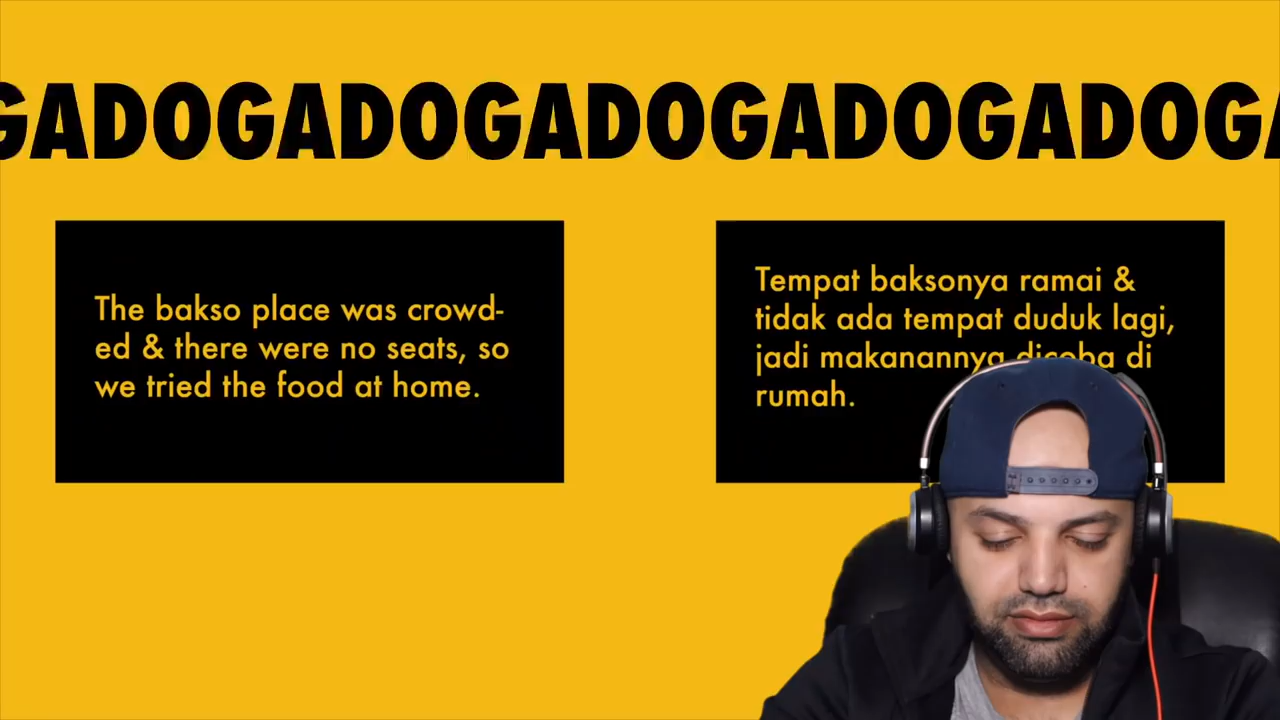 GADOGADOGADOGADOGADOGA
The bakso place was crowd-
ed & there were no seats, so
we tried the food at home.
Tempat baksonya ramai &
tidak ada tempat duduk lagi,
jadi makanannya dicoba di
rumah.